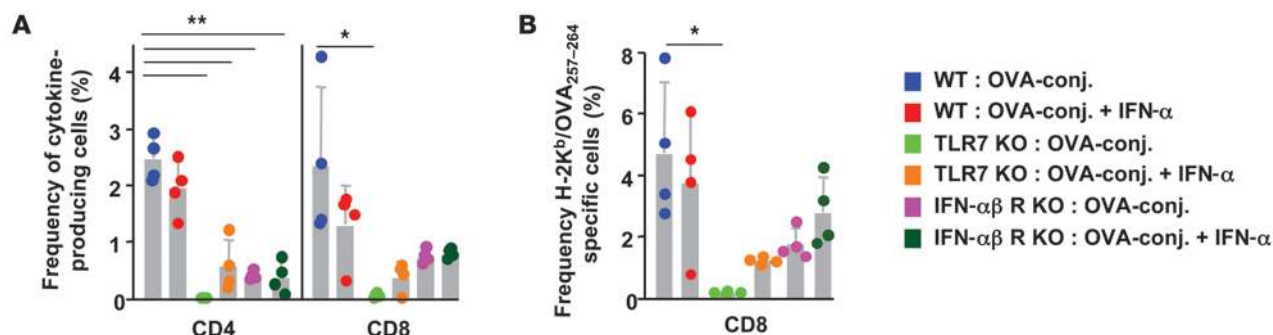 A
Frequency of cytokine-
producing cells (%)
4
3
2
1
0
**
*
CD4
CD8
B
Frequency H-2Kᵇ/OVA₂₅₇₋₂₆₄
specific cells (%)
8
6
4
2
0
*
CD8
WT : OVA-conj.
WT : OVA-conj. + IFN-α
TLR7 KO : OVA-conj.
TLR7 KO : OVA-conj. + IFN-α
IFN-αβ R KO : OVA-conj.
IFN-αβ R KO : OVA-conj. + IFN-α